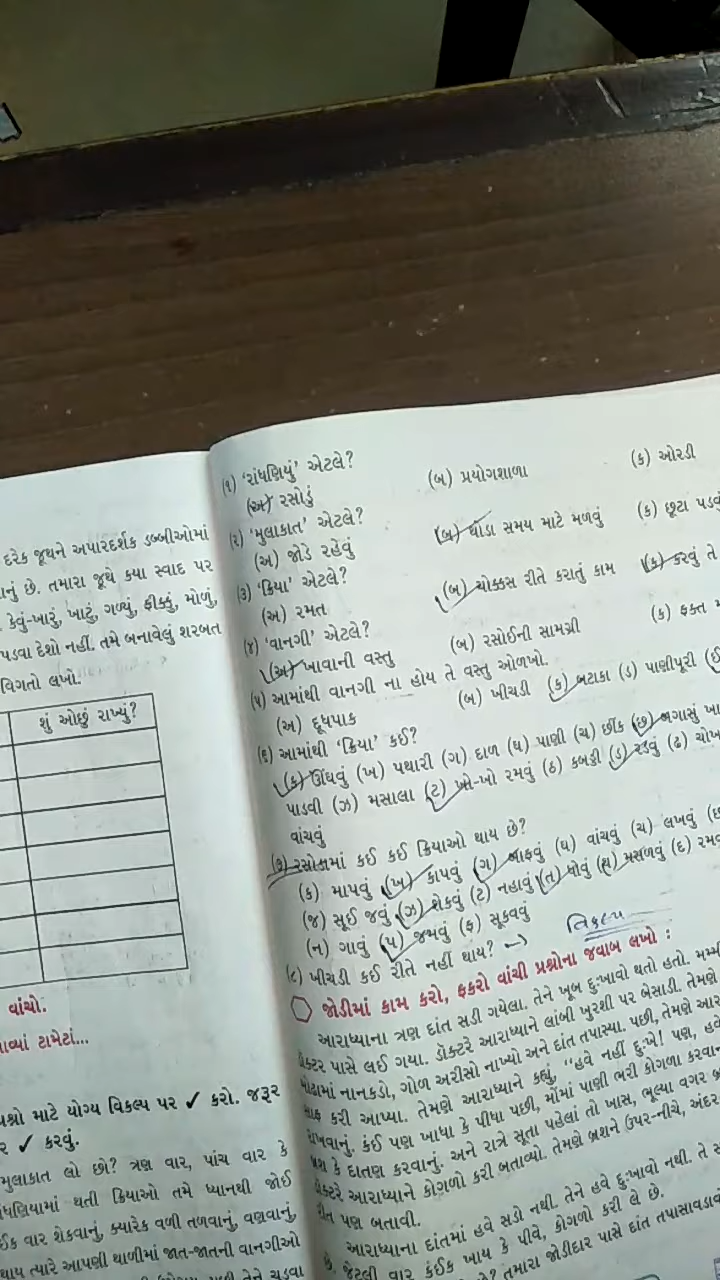 દરેક જૂથને અપારદર્શક ડબ્બીઓમાં
નું છે. તમારા જૂથે કયા સ્વાદ પર
કેવું-ખારું, ખાટું, ગળ્યું, ફીક્કું, મોળું,
પડવા દેશો નહીં. તમે બનાવેલું શરબત
વિગતો લખો.
શું ઓછું રાખ્યું?
વાંચો.
ટામેટાં...
પ્રશ્નો માટે યોગ્ય વિકલ્પ પર ✓ કરો. જરૂર
✓ કરવું.
મુલાકાત લો છો? ત્રણ વાર, પાંચ વાર કે
થતી ક્રિયાઓ તમે ધ્યાનથી જોઈ
વાર શેકવાનું, ક્યારેક વળી તળવાનું, વણવાનું,
થાય ત્યારે આપણી થાળીમાં જાત-જાતની વાનગીઓ
(૧) 'રાંધણિયું' એટલે?
(અ) રસોડું (બ) પ્રયોગશાળા (ક) ઓરડી
(૨) 'મુલાકાત' એટલે?
(અ) જોડે રહેવું (બ) થોડા સમય માટે મળવું (ક) છૂટા
(૩) 'ક્રિયા' એટલે?
(અ) રમત (બ) ચોક્કસ રીતે કરાતું કામ (ક) કરવું તે
(૪) 'વાનગી' એટલે?
(અ) ખાવાની વસ્તુ (બ) રસોઈની સામગ્રી (ક) ફક્ત
(૫) આમાંથી વાનગી ના હોય તે વસ્તુ ઓળખો.
(અ) દૂધપાક (બ) ખીચડી (ક) બટાકા (ડ) પાણીપૂરી
(૬) આમાંથી 'ક્રિયા' કઈ?
(ક) ઊંઘવું (ખ) પથારી (ગ) દાળ (ઘ) પાણી (ચ) છીંક (છ) બગાસું
પાડવી (ઝ) મસાલા (ટ) ખો-ખો રમવું (ઠ) કબડ્ડી (ડ) રડવું (ઢ)
વાંચવું
(૭) રસોડામાં કઈ કઈ ક્રિયાઓ થાય છે?
(ક) માપવું (ખ) કાપવું (ગ) બાફવું (ઘ) વાંચવું (ચ) લખવું
(જ) સૂઈ જવું (ઝ) શેકવું (ટ) નહાવું (ત) ધોવું (થ) મસળવું (દ)
(ન) ગાવું (પ) જમવું (ફ) સૂકવવું
(૮) ખીચડી કઈ રીતે નહીં થાય? → વિકલ્પ
જોડીમાં કામ કરો, ફકરો વાંચી પ્રશ્નોના જવાબ લખો :
આરાધ્યાના ત્રણ દાંત સડી ગયેલા. તેને ખૂબ દુઃખાવો થતો હતો. મમ્મી
ડૉક્ટર પાસે લઈ ગયા. ડૉક્ટરે આરાધ્યાને લાંબી ખુરશી પર બેસાડી. તેમણે
મોઢામાં નાનકડો, ગોળ અરીસો નાખ્યો અને દાંત તપાસ્યા. પછી, તેમણે
સાફ કરી આપ્યા. તેમણે આરાધ્યાને કહ્યું, "હવે નહીં દુઃખે! પણ, હવે
રાખવાનું. કંઈ પણ ખાધા કે પીધા પછી, મોંમાં પાણી ભરી કોગળા કરવાના
બ્રશ કે દાતણ કરવાનું. અને રાત્રે સૂતા પહેલાં તો ખાસ, ભૂલ્યા વગર
ડૉક્ટરે આરાધ્યાને કોગળો કરી બતાવ્યો. તેમણે બ્રશને ઉપર-નીચે, અંદર
રીત પણ બતાવી.
આરાધ્યાના દાંતમાં હવે સડો નથી. તેને હવે દુઃખાવો નથી. તે
છે. જેટલી વાર કંઈક ખાય કે પીવે, કોગળો કરી લે છે.
તમારા જોડીદાર પાસે દાંત